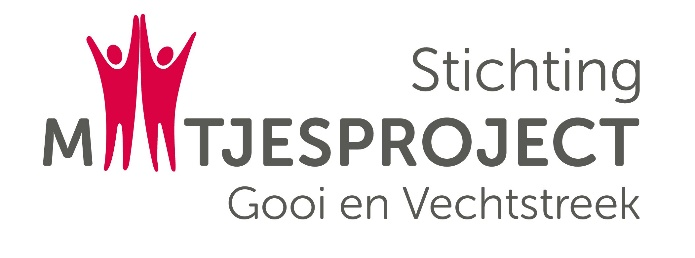 Stichting
MAATJESPROJECT
Gooi en Vechtstreek